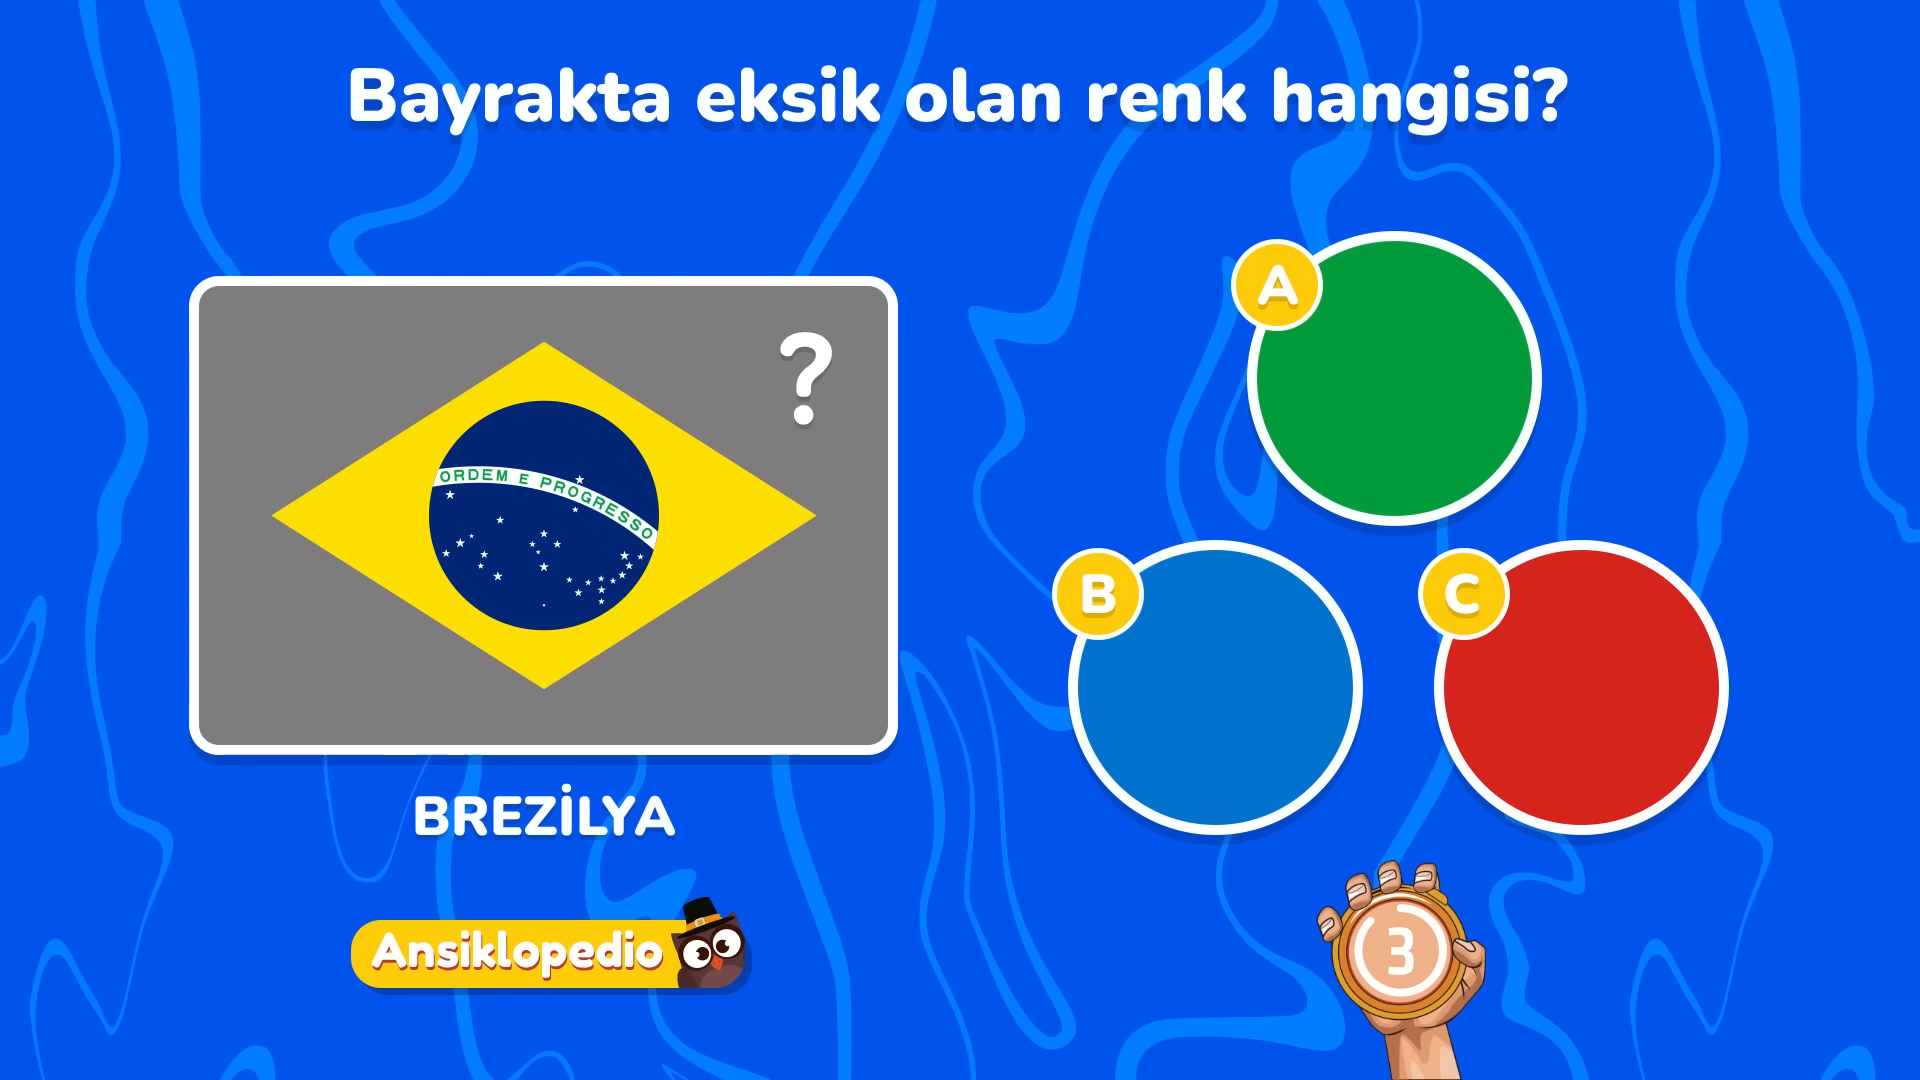 Bayrakta eksik olan renk hangisi?
?
ORDEM E PROGRESSO
BREZİLYA
A
B
C
Ansiklopedio
3